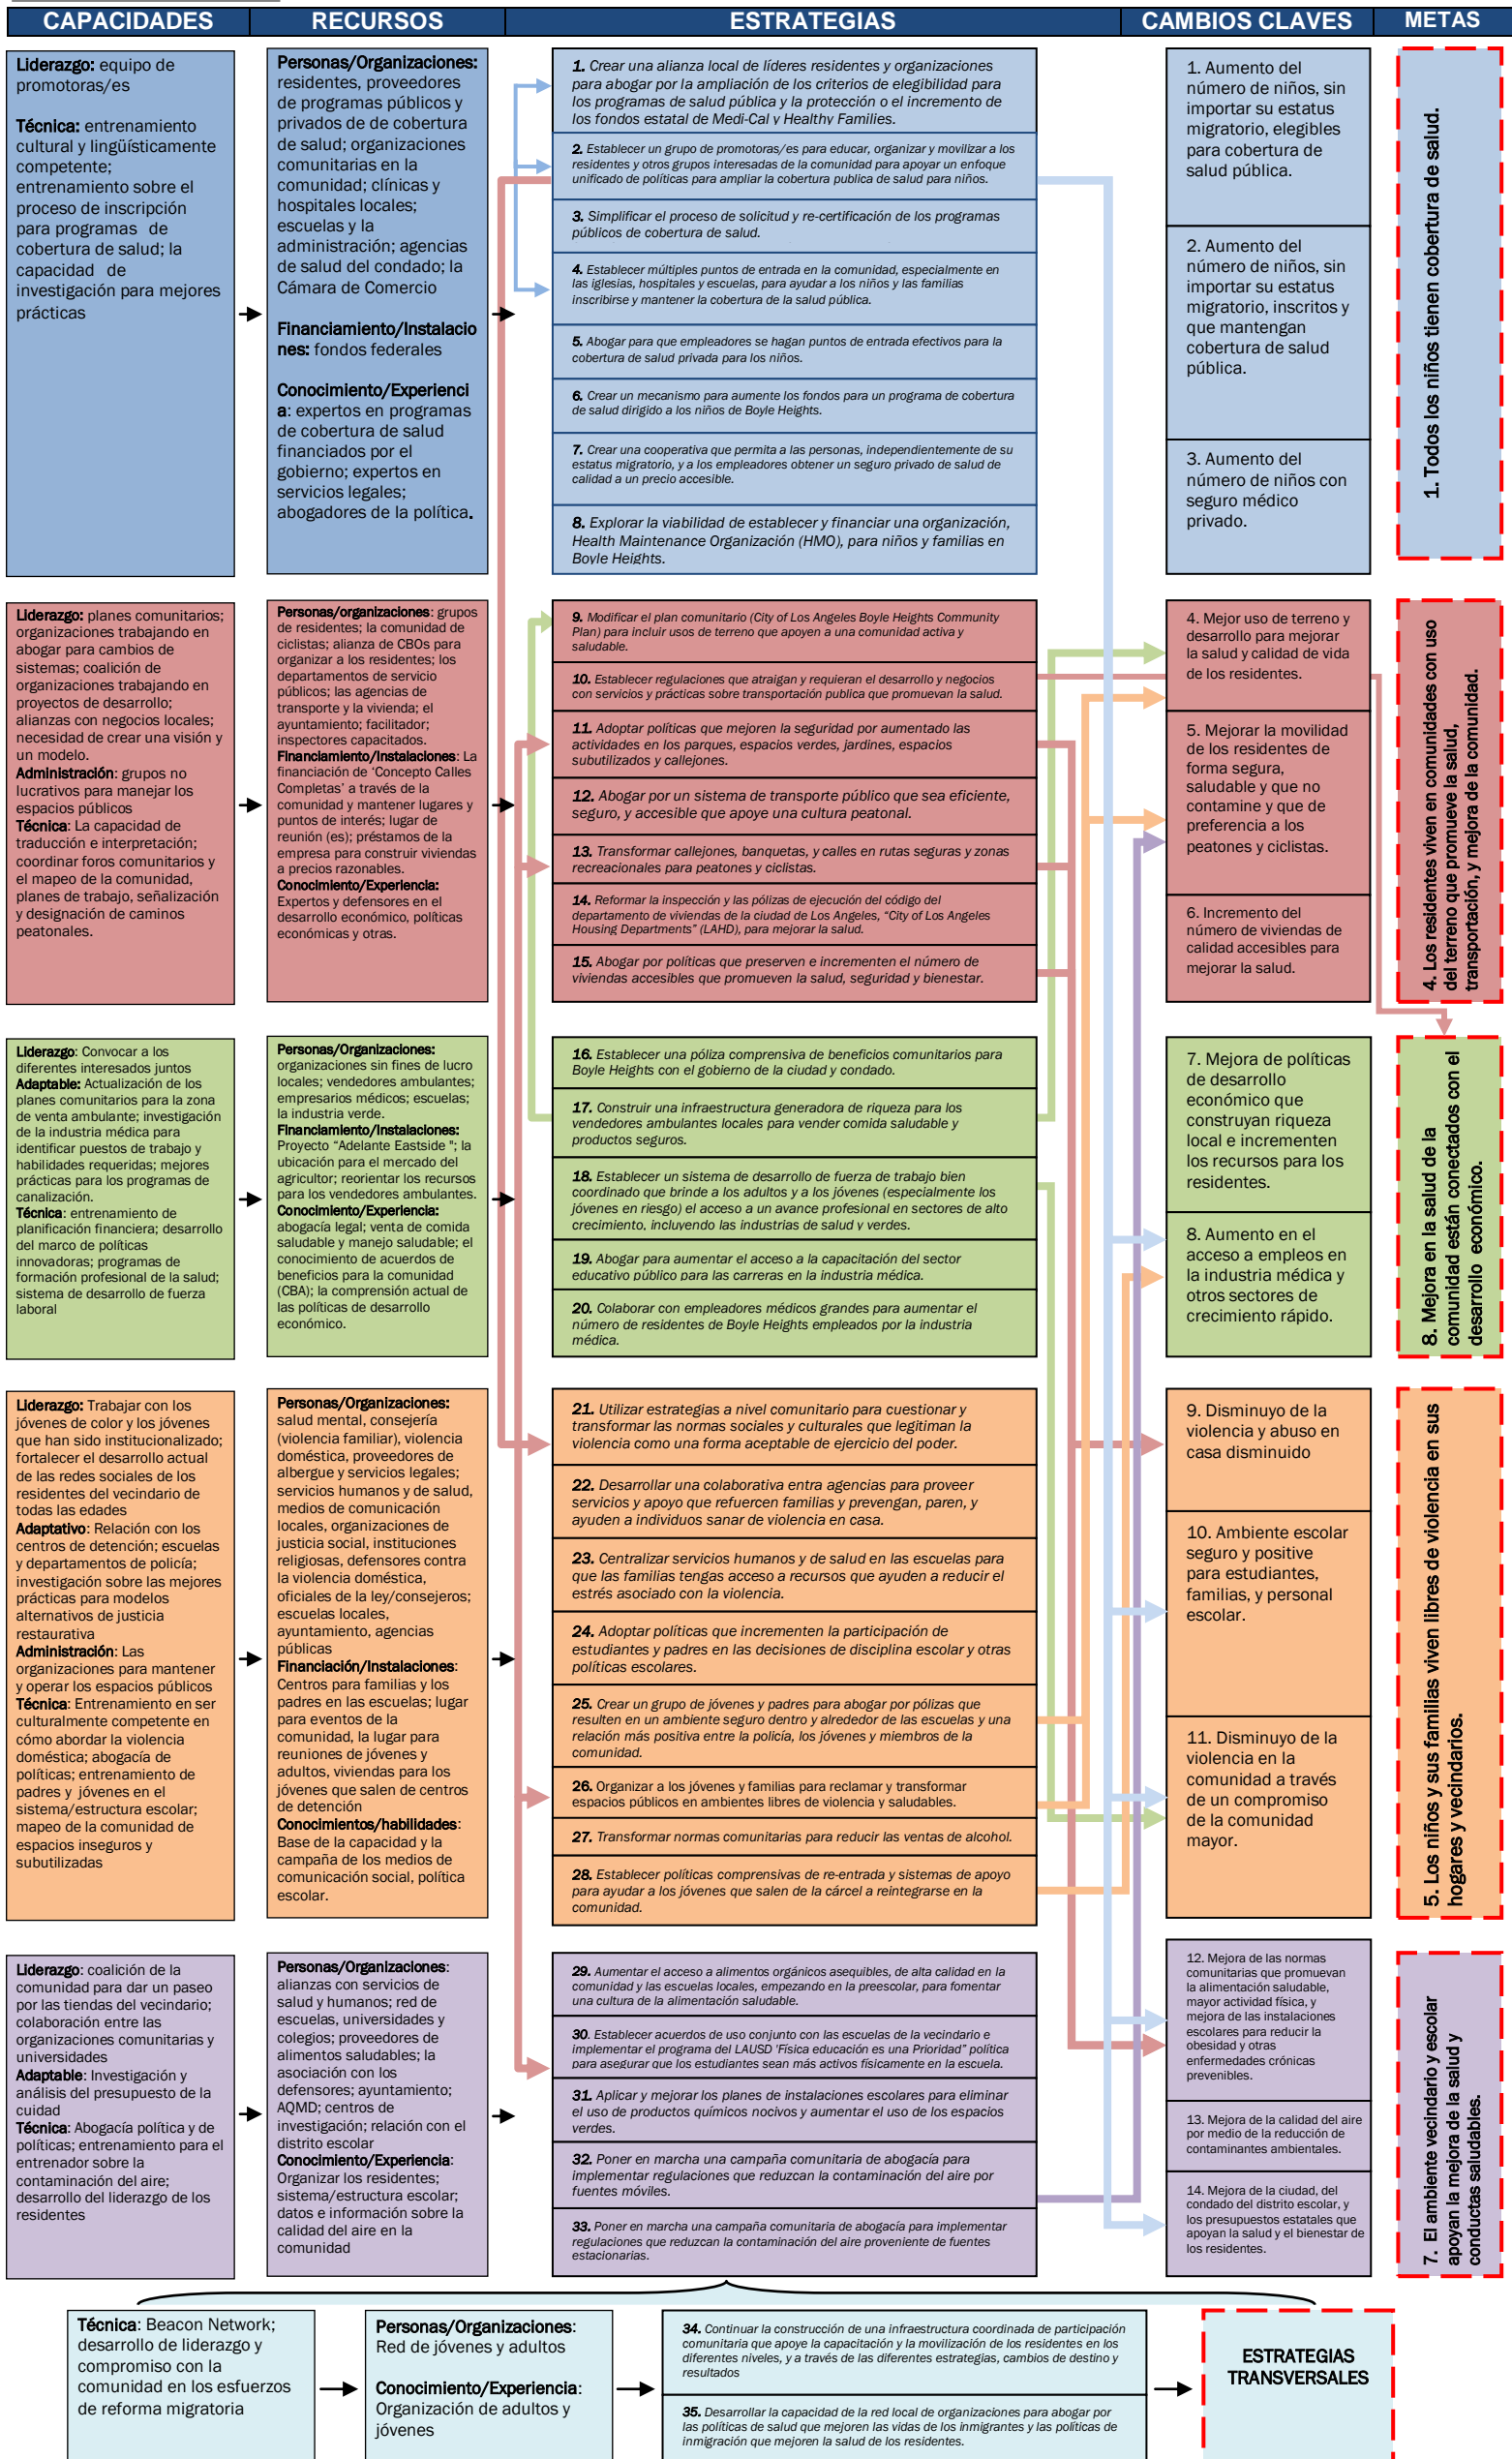 CAPACIDADES
RECURSOS
ESTRATEGIAS
CAMBIOS CLAVES
METAS
Liderazgo: equipo de
promotoras/es
Técnica: entrenamiento
cultural y lingüísticamente
competente;
entrenamiento sobre el
proceso de inscripción
para programas de
cobertura de salud; la
capacidad de
investigación para mejores
prácticas
Personas/Organizaciones:
residentes, proveedores
de programas públicos y
privados de de cobertura
de salud; organizaciones
comunitarias en la
comunidad; clínicas y
hospitales locales;
escuelas y la
administración; agencias
de salud del condado; la
Cámara de Comercio
Financiamiento/Instalacio
nes: fondos federales
Conocimiento/Experienci
a: expertos en programas
de cobertura de salud
financiados por el
gobierno; expertos en
servicios legales;
abogadores de la política.
1. Crear una alianza local de líderes residentes y organizaciones
para abogar por la ampliación de los criterios de elegibilidad para
los programas de salud pública y la protección o el incremento de
los fondos estatal de Medi-Cal y Healthy Families.
2. Establecer un grupo de promotoras/es para educar, organizar y movilizar a los
residentes y otros grupos interesadas de la comunidad para apoyar un enfoque
unificado de políticas para ampliar la cobertura publica de salud para niños.
3. Simplificar el proceso de solicitud y re-certificación de los programas
públicos de cobertura de salud.
4. Establecer múltiples puntos de entrada en la comunidad, especialmente en
las iglesias, hospitales y escuelas, para ayudar a los niños y las familias
inscribirse y mantener la cobertura de la salud pública.
5. Abogar para que empleadores se hagan puntos de entrada efectivos para la
cobertura de salud privada para los niños.
6. Crear un mecanismo para aumente los fondos para un programa de cobertura
de salud dirigido a los niños de Boyle Heights.
7. Crear una cooperativa que permita a las personas, independientemente de su
estatus migratorio, y a los empleadores obtener un seguro privado de salud de
calidad a un precio accesible.
8. Explorar la viabilidad de establecer y financiar una organización,
Health Maintenance Organization (HMO), para niños y familias en
Boyle Heights.
1. Aumento del
número de niños, sin
importar su estatus
migratorio, elegibles
para cobertura de
salud pública.
2. Aumento del
número de niños, sin
importar su estatus
migratorio, inscritos y
que mantengan
cobertura de salud
pública.
3. Aumento del
número de niños con
seguro médico
privado.
1. Todos los niños tienen cobertura de salud.
Liderazgo: planes comunitarios;
organizaciones trabajando en
abogar para cambios de
sistemas; coalición de
organizaciones trabajando en
proyectos de desarrollo;
alianzas con negocios locales;
necesidad de crear una visión y
un modelo.
Administración: grupos no
lucrativos para manejar los
espacios públicos
Técnica: La capacidad de
traducción e interpretación;
coordinar foros comunitarios y
el mapeo de la comunidad,
planes de trabajo, señalización
y designación de caminos
peatonales.
Personas/organizaciones: grupos
de residentes; la comunidad de
ciclistas; alianza de CBOs para
organizar a los residentes; los
departamentos de servicio
públicos; las agencias de
transporte y la vivienda; el
ayuntamiento; facilitador;
inspectores capacitados.
Financiamiento/Instalaciones: La
financiación de 'Concepto Calles
Completas' a través de la
comunidad y mantener lugares y
puntos de interés; lugar de
reunión (es); préstamos de la
empresa para construir viviendas
a precios razonables.
Conocimiento/Experiencia:
Expertos y defensores en el
desarrollo económico, políticas
económicas y otras.
9. Modificar el plan comunitario (City of Los Angeles Boyle Heights Community
Plan) para incluir usos de terreno que apoyen a una comunidad activa y
saludable.
10. Establecer regulaciones que atraigan y requieran el desarrollo y negocios
con servicios y prácticas sobre transportación publica que promuevan la salud.
11. Adoptar políticas que mejoren la seguridad por aumentado las
actividades en los parques, espacios verdes, jardines, espacios
subutilizados y callejones.
12. Abogar por un sistema de transporte público que sea eficiente,
seguro, y accesible que apoye una cultura peatonal.
13. Transformar callejones, banquetas, y calles en rutas seguras y zonas
recreacionales para peatones y ciclistas.
14. Reformar la inspección y las pólizas de ejecución del código del
departamento de viviendas de la ciudad de Los Angeles, "City of Los Angeles
Housing Departments" (LAHD), para mejorar la salud.
15. Abogar por políticas que preserven e incrementen el número de
viviendas accesibles que promueven la salud, seguridad y bienestar.
4. Mejor uso de terreno y
desarrollo para mejorar
la salud y calidad de vida
de los residentes.
5. Mejorar la movilidad
de los residentes de
forma segura,
saludable y que no
contamine y que de
preferencia a los
peatones y ciclistas.
6. Incremento del
número de viviendas de
calidad accesibles para
mejorar la salud.
4. Los residentes viven en comunidades con uso
del terreno que promueve la salud,
transportación, y mejora de la comunidad.
Liderazgo: Convocar a los
diferentes interesados juntos
Adaptable: Actualización de los
planes comunitarios para la zona
de venta ambulante; investigación
de la industria médica para
identificar puestos de trabajo y
habilidades requeridas; mejores
prácticas para los programas de
canalización.
Técnica: entrenamiento de
planificación financiera; desarrollo
del marco de políticas
innovadoras; programas de
formación profesional de la salud;
sistema de desarrollo de fuerza
laboral
Personas/Organizaciones:
organizaciones sin fines de lucro
locales; vendedores ambulantes;
empresarios médicos; escuelas;
la industria verde.
Financiamiento/Instalaciones:
Proyecto "Adelante Eastside "; la
ubicación para el mercado del
agricultor; reorientar los recursos
para los vendedores ambulantes.
Conocimiento/Experiencia:
abogacía legal; venta de comida
saludable y manejo saludable; el
conocimiento de acuerdos de
beneficios para la comunidad
(CBA); la comprensión actual de
las políticas de desarrollo
económico.
16. Establecer una póliza comprensiva de beneficios comunitarios para
Boyle Heights con el gobierno de la ciudad y condado.
17. Construir una infraestructura generadora de riqueza para los
vendedores ambulantes locales para vender comida saludable y
productos seguros.
18. Establecer un sistema de desarrollo de fuerza de trabajo bien
coordinado que brinde a los adultos y a los jóvenes (especialmente los
jóvenes en riesgo) el acceso a un avance profesional en sectores de alto
crecimiento, incluyendo las industrias de salud y verdes.
19. Abogar para aumentar el acceso a la capacitación del sector
educativo público para las carreras en la industria médica.
20. Colaborar con empleadores médicos grandes para aumentar el
número de residentes de Boyle Heights empleados por la industria
médica.
7. Mejora de políticas
de desarrollo
económico que
construyan riqueza
local e incrementen
los recursos para los
residentes.
8. Aumento en el
acceso a empleos en
la industria médica y
otros sectores de
crecimiento rápido.
8. Mejora en la salud de la
comunidad están conectados con el
desarrollo económico.
Liderazgo: Trabajar con los
jóvenes de color y los jóvenes
que han sido institucionalizado;
fortalecer el desarrollo actual
de las redes sociales de los
residentes del vecindario de
todas las edades
Adaptativo: Relación con los
centros de detención; escuelas
y departamentos de policía;
investigación sobre las mejores
prácticas para modelos
alternativos de justicia
restaurativa
Administración: Las
organizaciones para mantener
y operar los espacios públicos
Técnica: Entrenamiento en ser
culturalmente competente en
cómo abordar la violencia
doméstica; abogacía de
políticas; entrenamiento de
padres y jóvenes en el
sistema/estructura escolar;
mapeo de la comunidad de
espacios inseguros y
subutilizadas
Personas/Organizaciones:
salud mental, consejería
(violencia familiar), violencia
doméstica, proveedores de
albergue y servicios legales;
servicios humanos y de salud,
medios de comunicación
locales, organizaciones de
justicia social, instituciones
religiosas, defensores contra
la violencia doméstica,
oficiales de la ley/consejeros;
escuelas locales,
ayuntamiento, agencias
públicas
Financiación/Instalaciones:
Centros para familias y los
padres en las escuelas; lugar
para eventos de la
comunidad, la lugar para
reuniones de jóvenes y
adultos, viviendas para los
jóvenes que salen de centros
de detención
Conocimientos/habilidades:
Base de la capacidad y la
campaña de los medios de
comunicación social, política
escolar.
21. Utilizar estrategias a nivel comunitario para cuestionar y
transformar las normas sociales y culturales que legitiman la
violencia como una forma aceptable de ejercicio del poder.
22. Desarrollar una colaborativa entra agencias para proveer
servicios y apoyo que refuercen familias y prevengan, paren, y
ayuden a individuos sanar de violencia en casa.
23. Centralizar servicios humanos y de salud en las escuelas para
que las familias tengas acceso a recursos que ayuden a reducir el
estrés asociado con la violencia.
24. Adoptar políticas que incrementen la participación de
estudiantes y padres en las decisiones de disciplina escolar y otras
políticas escolares.
25. Crear un grupo de jóvenes y padres para abogar por pólizas que
resulten en un ambiente seguro dentro y alrededor de las escuelas y una
relación más positiva entre la policía, los jóvenes y miembros de la
comunidad.
26. Organizar a los jóvenes y familias para reclamar y transformar
espacios públicos en ambientes libres de violencia y saludables.
27. Transformar normas comunitarias para reducir las ventas de alcohol.
28. Establecer políticas comprensivas de re-entrada y sistemas de apoyo
para ayudar a los jóvenes que salen de la cárcel a reintegrarse en la
comunidad.
9. Disminuyo de la
violencia y abuso en
casa disminuido
10. Ambiente escolar
seguro y positive
para estudiantes,
familias, y personal
escolar.
11. Disminuyo de la
violencia en la
comunidad a través
de un compromiso
de la comunidad
mayor.
5. Los niños y sus familias viven libres de violencia en sus
hogares y vecindarios.
Liderazgo: coalición de la
comunidad para dar un paseo
por las tiendas del vecindario;
colaboración entre las
organizaciones comunitarias y
universidades
Adaptable: Investigación y
análisis del presupuesto de la
cuidad
Técnica: Abogacía política y de
políticas; entrenamiento para el
entrenador sobre la
contaminación del aire;
desarrollo del liderazgo de los
residentes
Personas/Organizaciones:
alianzas con servicios de
salud y humanos; red de
escuelas, universidades y
colegios; proveedores de
alimentos saludables; la
asociación con los
defensores; ayuntamiento;
AQMD; centros de
investigación; relación con el
distrito escolar
Conocimiento/Experiencia:
Organizar los residentes;
sistema/estructura escolar;
datos e información sobre la
calidad del aire en la
comunidad
29. Aumentar el acceso a alimentos orgánicos asequibles, de alta calidad en la
comunidad y las escuelas locales, empezando en la preescolar, para fomentar
una cultura de la alimentación saludable.
30. Establecer acuerdos de uso conjunto con las escuelas de la vecindario e
implementar el programa del LAUSD 'Física educación es una Prioridad" política
para asegurar que los estudiantes sean más activos físicamente en la escuela.
31. Aplicar y mejorar los planes de instalaciones escolares para eliminar
el uso de productos químicos nocivos y aumentar el uso de los espacios
verdes.
32. Poner en marcha una campaña comunitaria de abogacía para
implementar regulaciones que reduzcan la contaminación del aire por
fuentes móviles.
33. Poner en marcha una campaña comunitaria de abogacía para implementar
regulaciones que reduzcan la contaminación del aire proveniente de fuentes
estacionarias.
12. Mejora de las normas
comunitarias que promuevan
la alimentación saludable,
mayor actividad física, y
mejora de las instalaciones
escolares para reducir la
obesidad y otras
enfermedades crónicas
prevenibles.
13. Mejora de la calidad del aire
por medio de la reducción de
contaminantes ambientales.
14. Mejora de la ciudad, del
condado del distrito escolar, y
los presupuestos estatales que
apoyan la salud y el bienestar de
los residentes.
7. El ambiente vecindario y escolar
apoyan la mejora de la salud y
conductas saludables.
Técnica: Beacon Network;
desarrollo de liderazgo y
compromiso con la
comunidad en los esfuerzos
de reforma migratoria
Personas/Organizaciones:
Red de jóvenes y adultos
Conocimiento/Experiencia:
Organización de adultos y
jóvenes
34. Continuar la construcción de una infraestructura coordinada de participación
comunitaria que apoye la capacitación y la movilización de los residentes en los
diferentes niveles, y a través de las diferentes estrategias, cambios de destino y
resultados
35. Desarrollar la capacidad de la red local de organizaciones para abogar por
las políticas de salud que mejoren las vidas de los inmigrantes y las políticas de
inmigración que mejoren la salud de los residentes.
ESTRATEGIAS
TRANSVERSALES